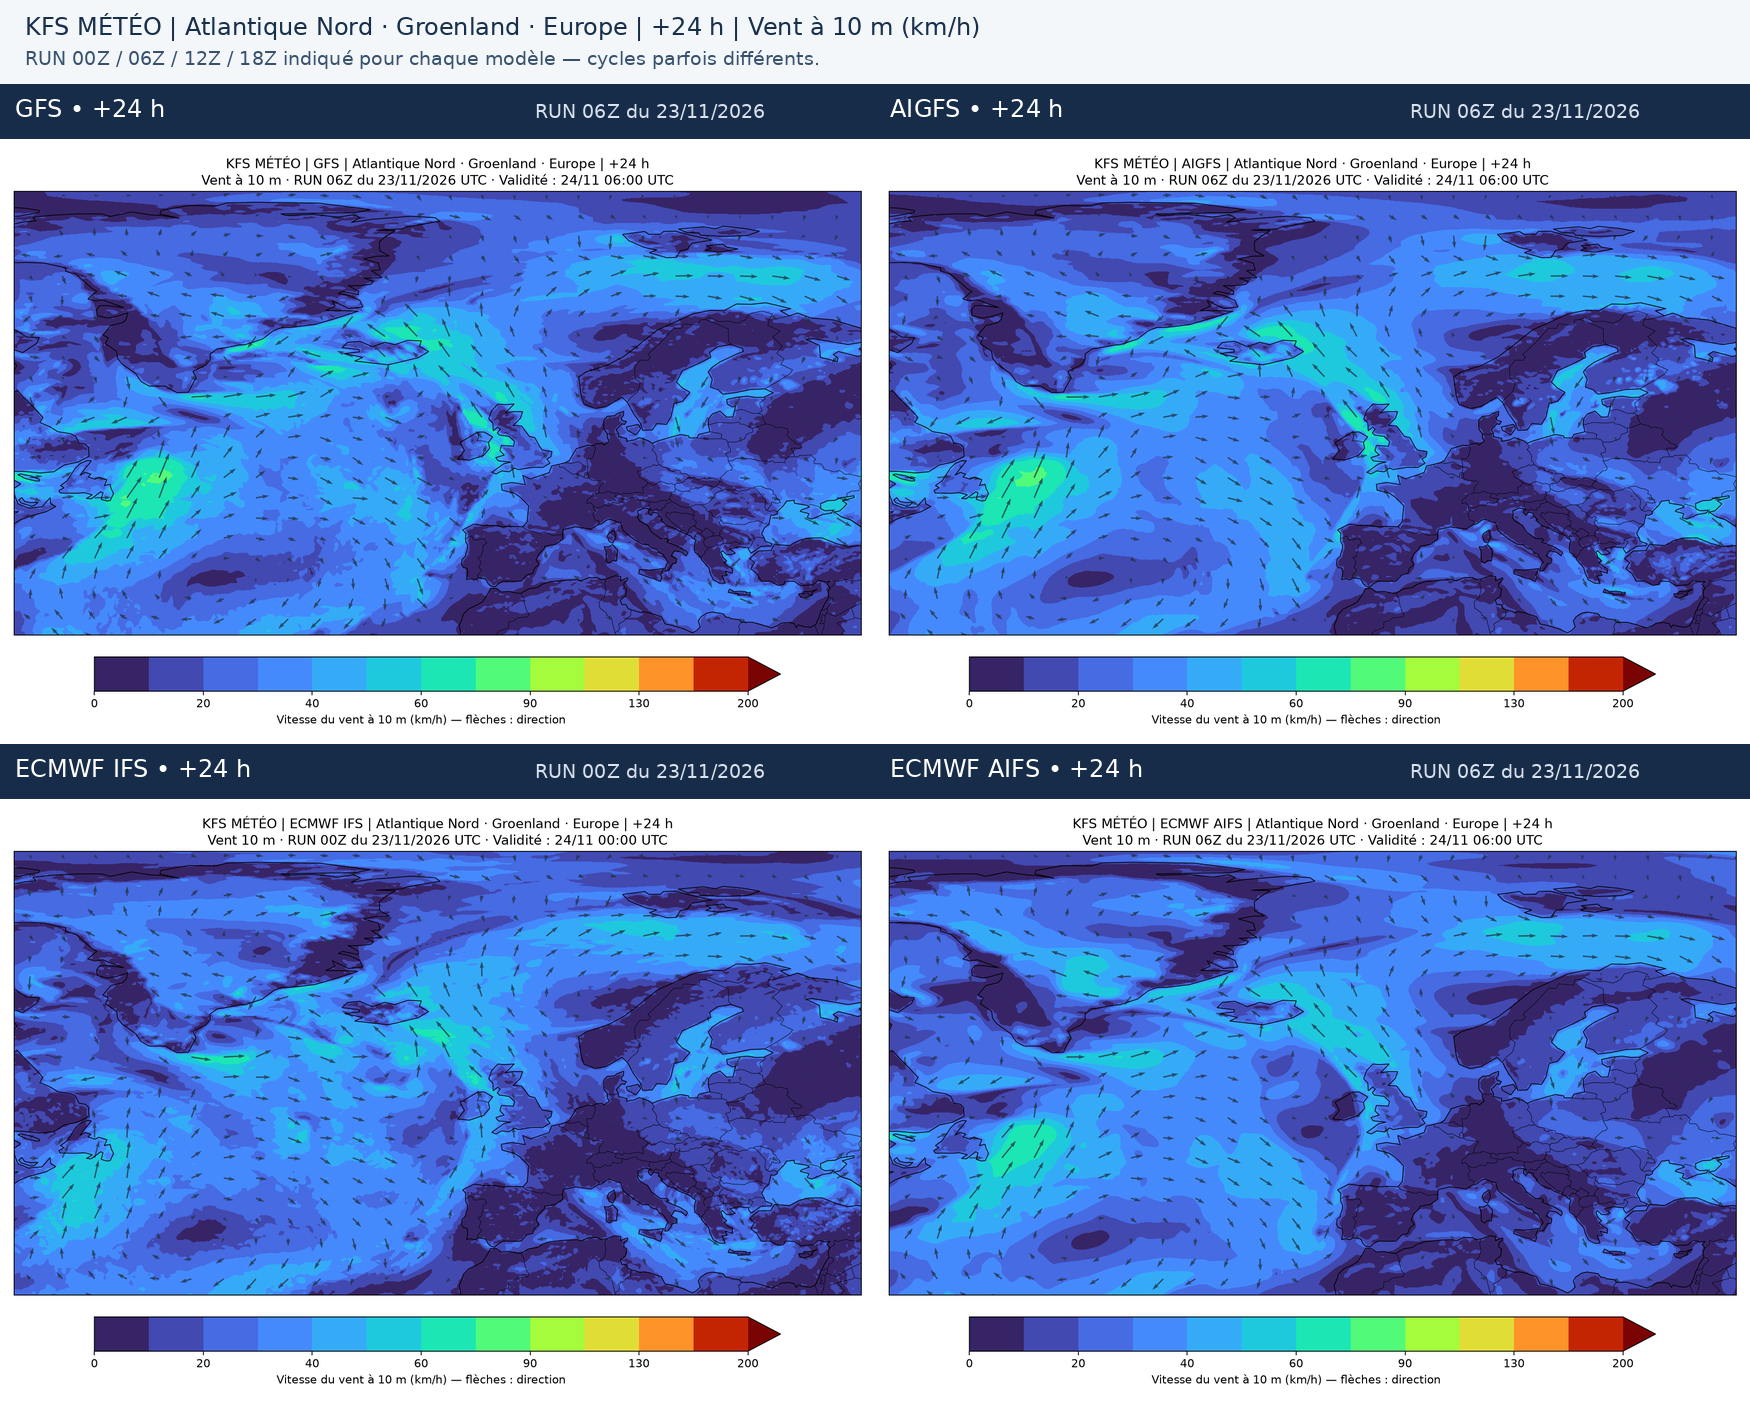 KFS MÉTÉO | Atlantique Nord · Groenland · Europe | +24 h | Vent à 10 m (km/h)
RUN 00Z / 06Z / 12Z / 18Z indiqué pour chaque modèle — cycles parfois différents.
GFS • +24 h
RUN 06Z du 23/11/2026
KFS MÉTÉO | GFS | Atlantique Nord · Groenland · Europe | +24 h
Vent à 10 m · RUN 06Z du 23/11/2026 UTC · Validité : 24/11 06:00 UTC
0 20 40 60 90 130 200
Vitesse du vent à 10 m (km/h) — flèches : direction
AIGFS • +24 h
RUN 06Z du 23/11/2026
KFS MÉTÉO | AIGFS | Atlantique Nord · Groenland · Europe | +24 h
Vent à 10 m · RUN 06Z du 23/11/2026 UTC · Validité : 24/11 06:00 UTC
0 20 40 60 90 130 200
Vitesse du vent à 10 m (km/h) — flèches : direction
ECMWF IFS • +24 h
RUN 00Z du 23/11/2026
KFS MÉTÉO | ECMWF IFS | Atlantique Nord · Groenland · Europe | +24 h
Vent 10 m · RUN 00Z du 23/11/2026 UTC · Validité : 24/11 00:00 UTC
0 20 40 60 90 130 200
Vitesse du vent à 10 m (km/h) — flèches : direction
ECMWF AIFS • +24 h
RUN 06Z du 23/11/2026
KFS MÉTÉO | ECMWF AIFS | Atlantique Nord · Groenland · Europe | +24 h
Vent 10 m · RUN 06Z du 23/11/2026 UTC · Validité : 24/11 06:00 UTC
0 20 40 60 90 130 200
Vitesse du vent à 10 m (km/h) — flèches : direction